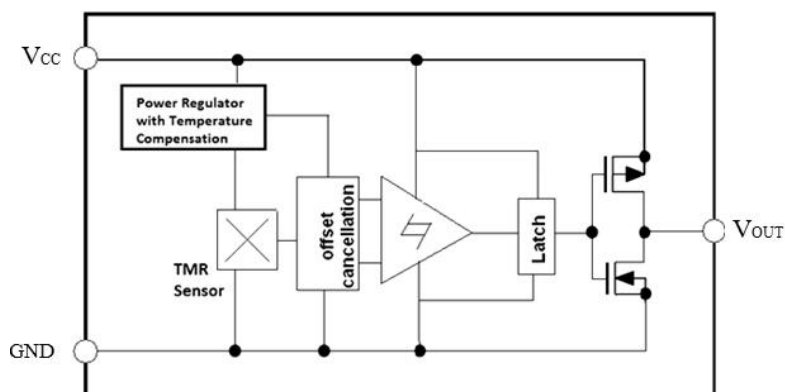 VCC
Power Regulator
with Temperature
Compensation
TMR
Sensor
offset
cancellation
Latch
VOUT
GND